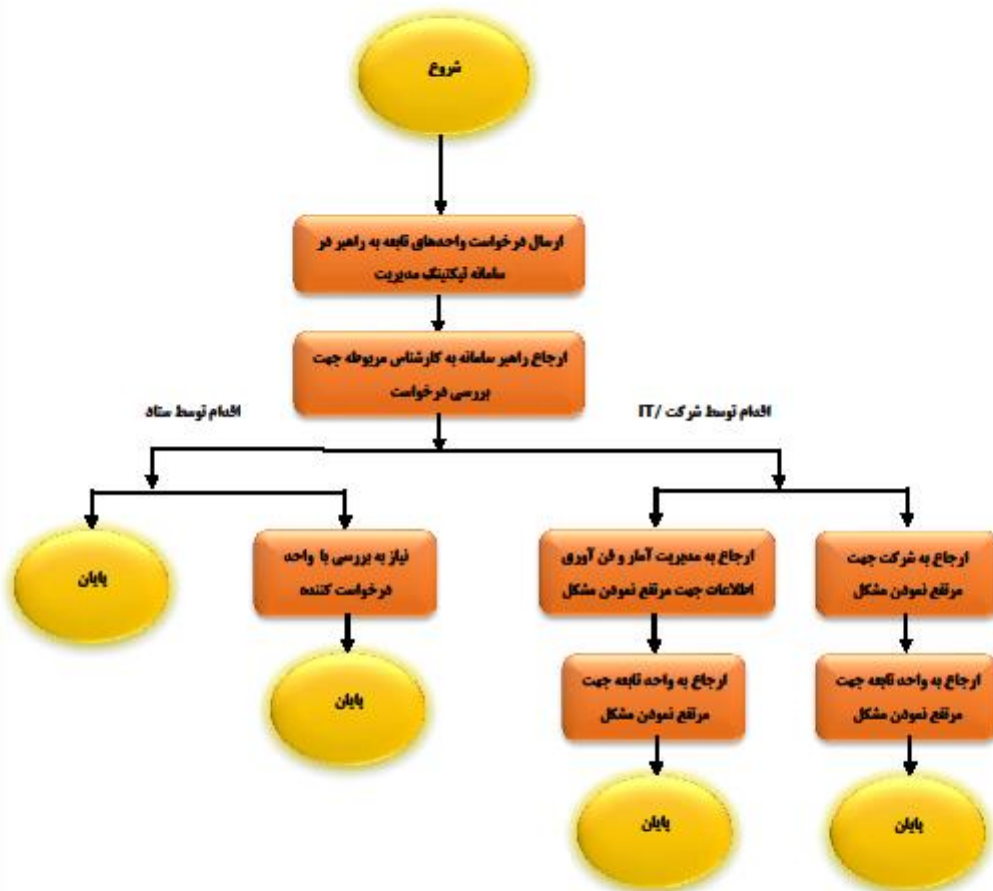 شروع
ارسال درخواست واحدهای تابعه به راهبر در
سامانه تیکتینگ مدیریت
ارجاع راهبر سامانه به کارشناس مربوطه جهت
بررسی درخواست
اقدام توسط شرکت /IT
اقدام توسط ستاد
ارجاع به شرکت جهت
مرتفع نمودن مشکل
ارجاع به مدیریت آمار و فن آوری
اطلاعات جهت مرتفع نمودن مشکل
نیاز به بررسی با واحد
درخواست کننده
پایان
ارجاع به واحد تابعه جهت
مرتفع نمودن مشکل
ارجاع به واحد تابعه جهت
مرتفع نمودن مشکل
پایان
پایان
پایان